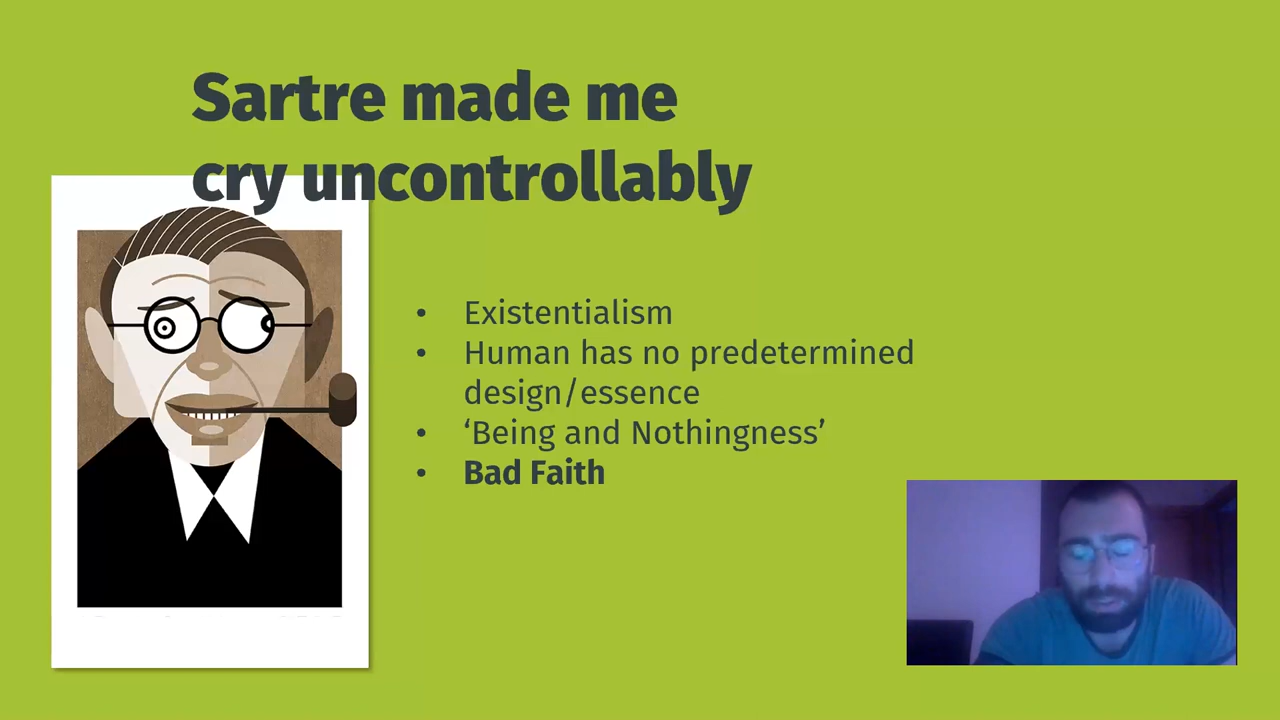 Sartre made me
cry uncontrollably
• Existentialism
• Human has no predetermined
design/essence
• ‘Being and Nothingness’
• Bad Faith